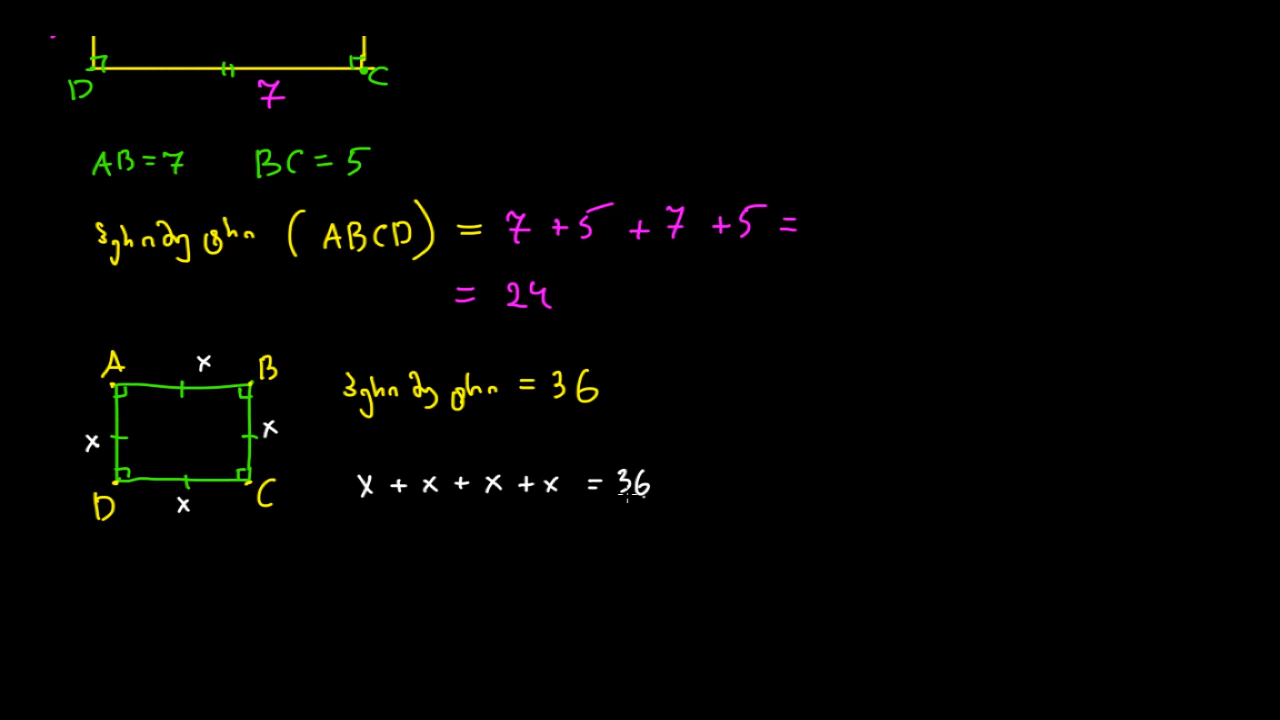 D C
7
AB = 7 BC = 5
პერიმეტრი (ABCD) = 7 + 5 + 7 + 5 =
= 24
A x B
პერიმეტრი = 36
x x
x + x + x + x = 36
D x C